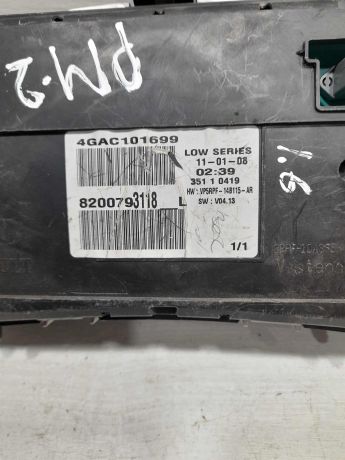 PM-2
4GAC101699
LOW SERIES
11-01-08
02:39
351 1 0419
HW : VP5RPF-14B115-AR
SW : V04.13
8200793118 L
1/1
1.6